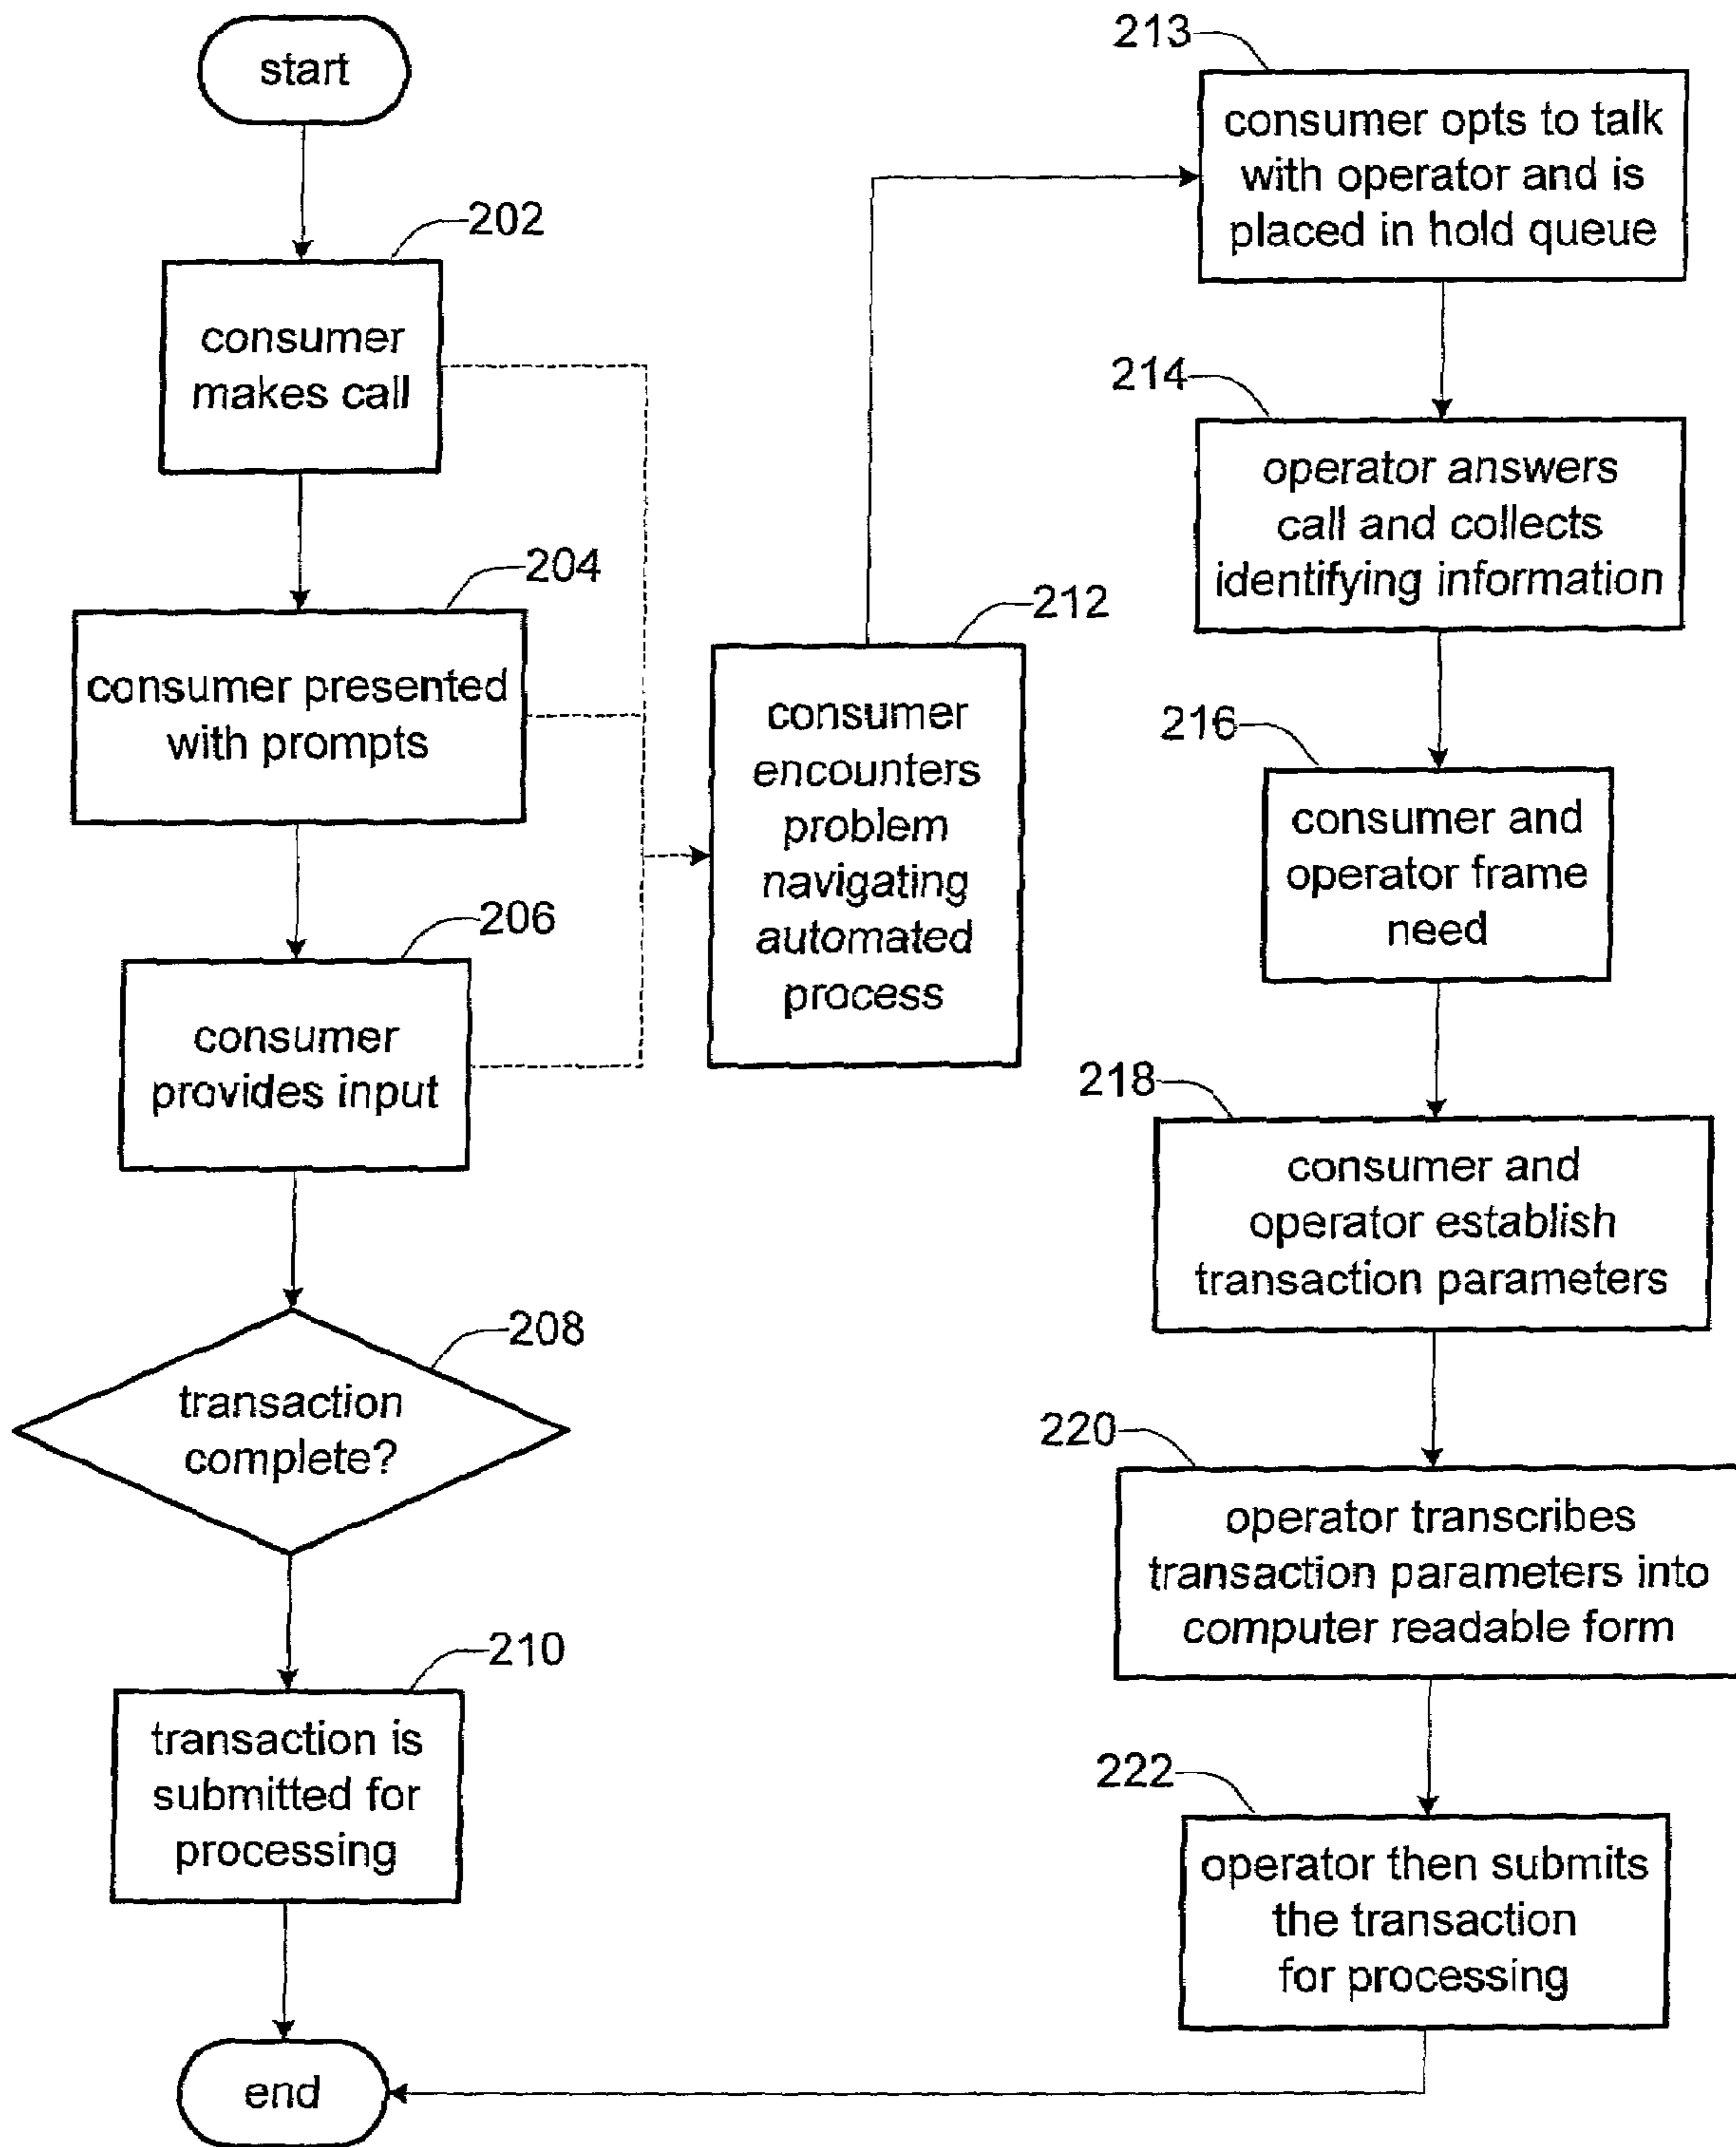 start
202
consumer
makes call
204
consumer presented
with prompts
206
consumer
provides input
208
transaction
complete?
210
transaction is
submitted for
processing
end
212
consumer
encounters
problem
navigating
automated
process
213
consumer opts to talk
with operator and is
placed in hold queue
214
operator answers
call and collects
identifying information
216
consumer and
operator frame
need
218
consumer and
operator establish
transaction parameters
220
operator transcribes
transaction parameters into
computer readable form
222
operator then submits
the transaction
for processing